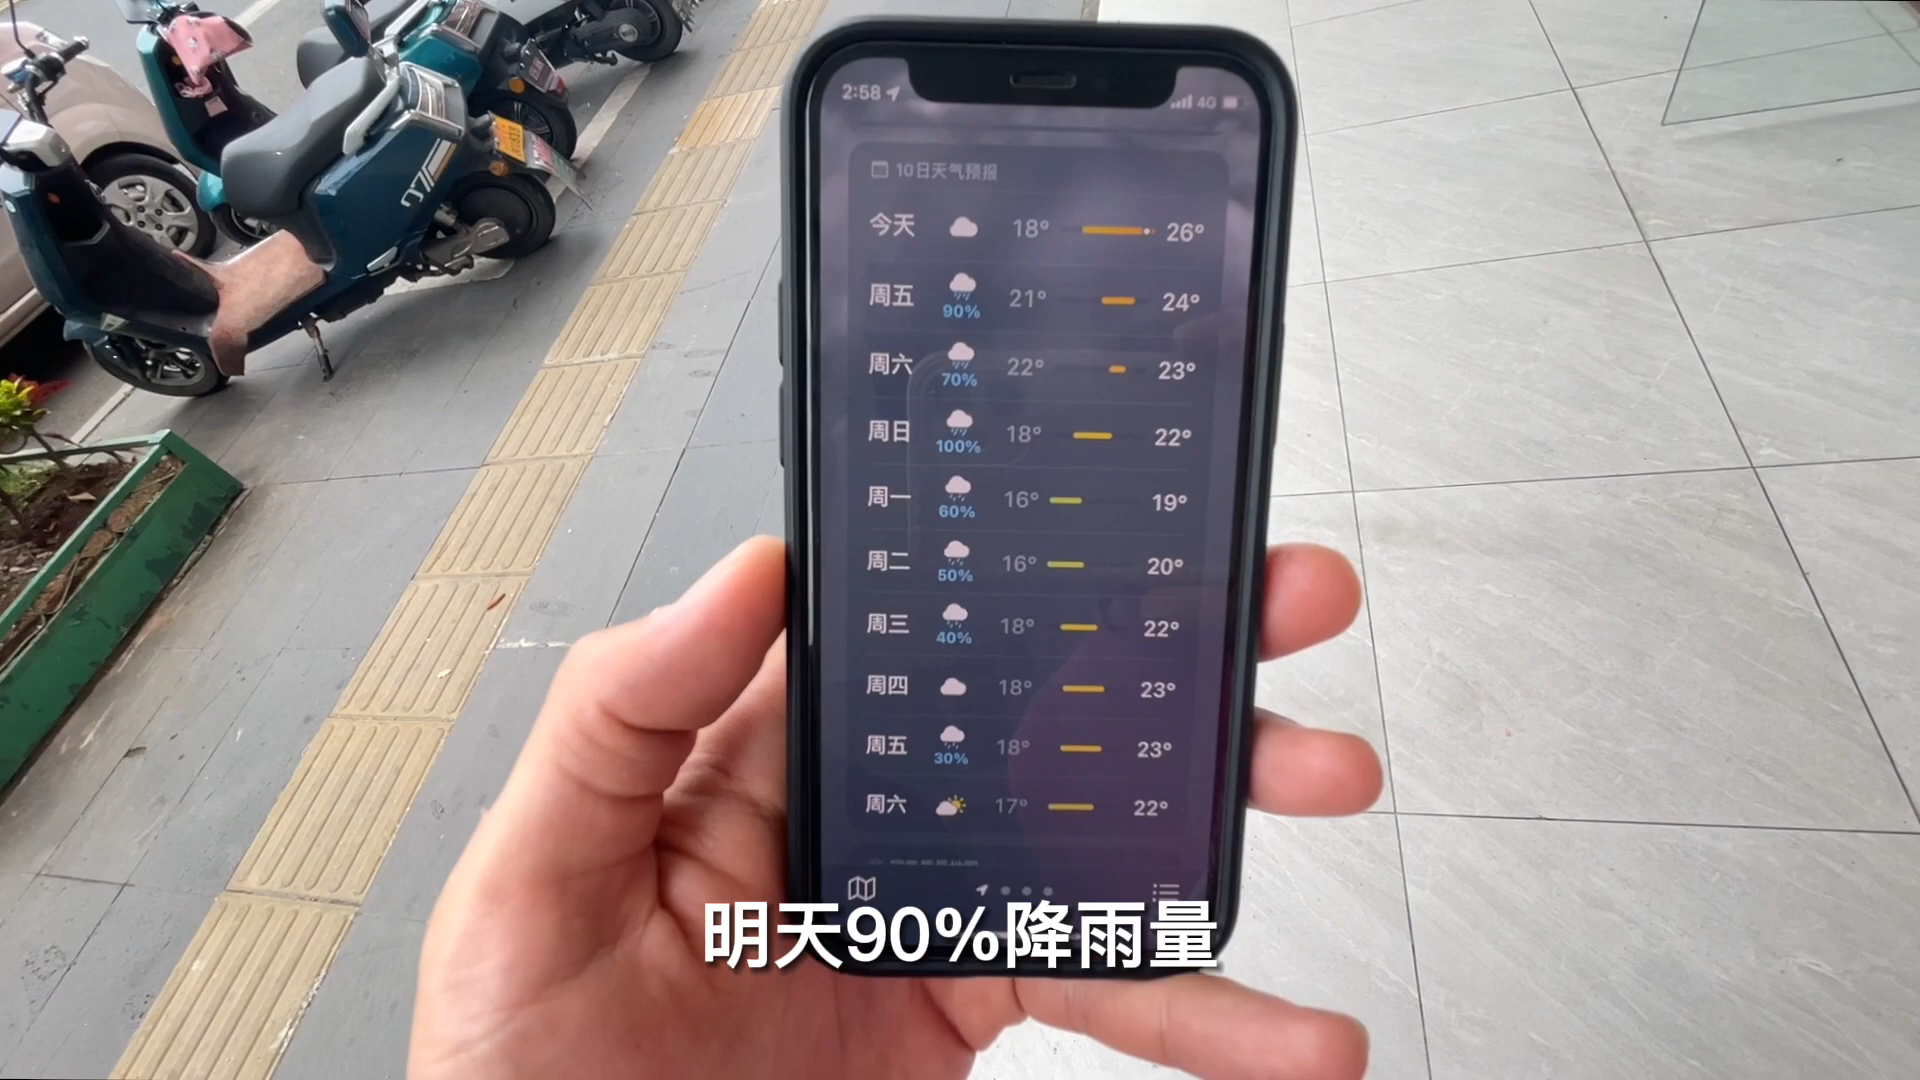 2:58
4G
10日天气预报
今天 18° 26°
周五 90% 21° 24°
周六 70% 22° 23°
周日 100% 18° 22°
周一 60% 16° 19°
周二 50% 16° 20°
周三 40% 18° 22°
周四 18° 23°
周五 30% 18° 23°
周六 17° 22°
明天90%降雨量